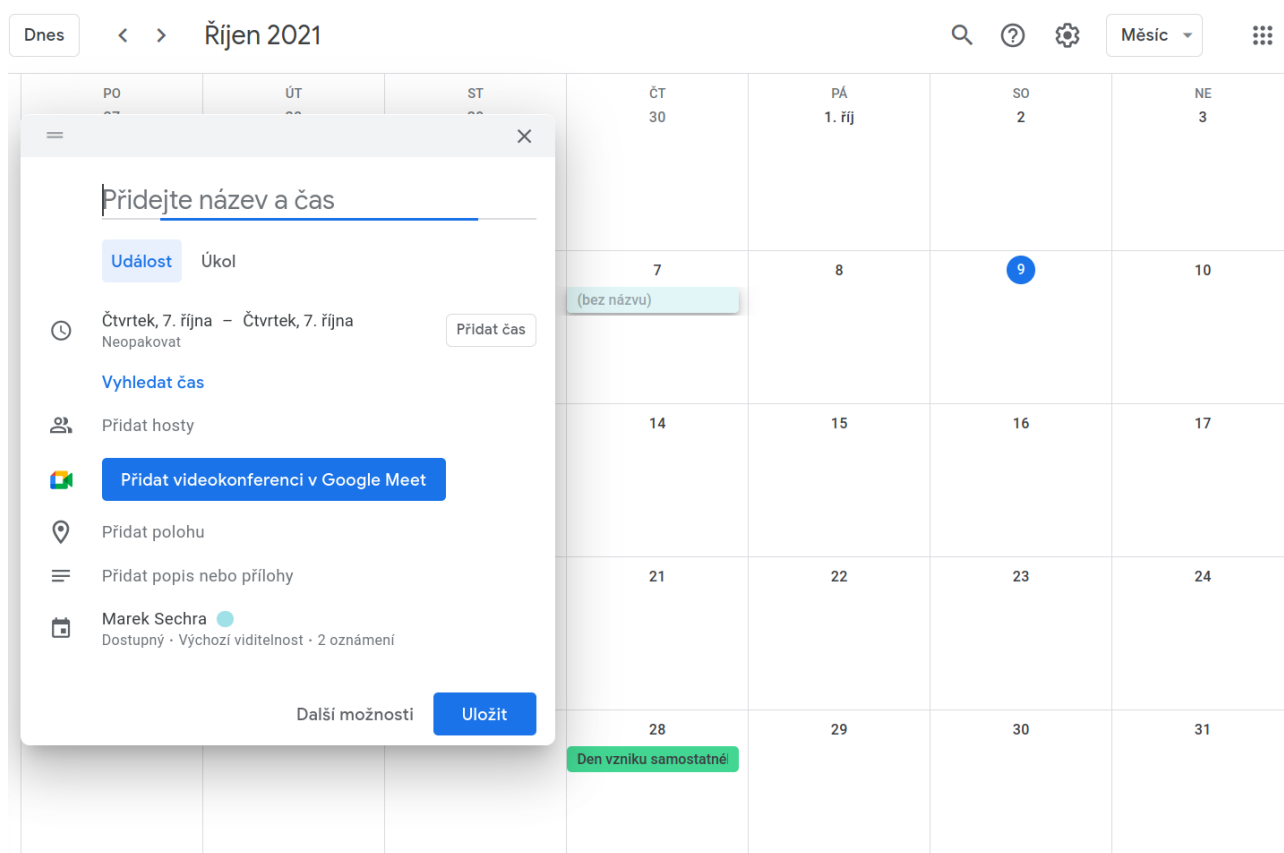 Dnes
Říjen 2021
Měsíc
PO ÚT ST ČT PÁ SO NE
30 1. říj 2 3
Přidejte název a čas
Událost Úkol
Čtvrtek, 7. října – Čtvrtek, 7. října
Neopakovat
Přidat čas
Vyhledat čas
Přidat hosty
Přidat videokonferenci v Google Meet
Přidat polohu
Přidat popis nebo přílohy
Marek Sechra
Dostupný · Výchozí viditelnost · 2 oznámení
Další možnosti Uložit
7 8 9 10
(bez názvu)
14 15 16 17
21 22 23 24
28 29 30 31
Den vzniku samostatné